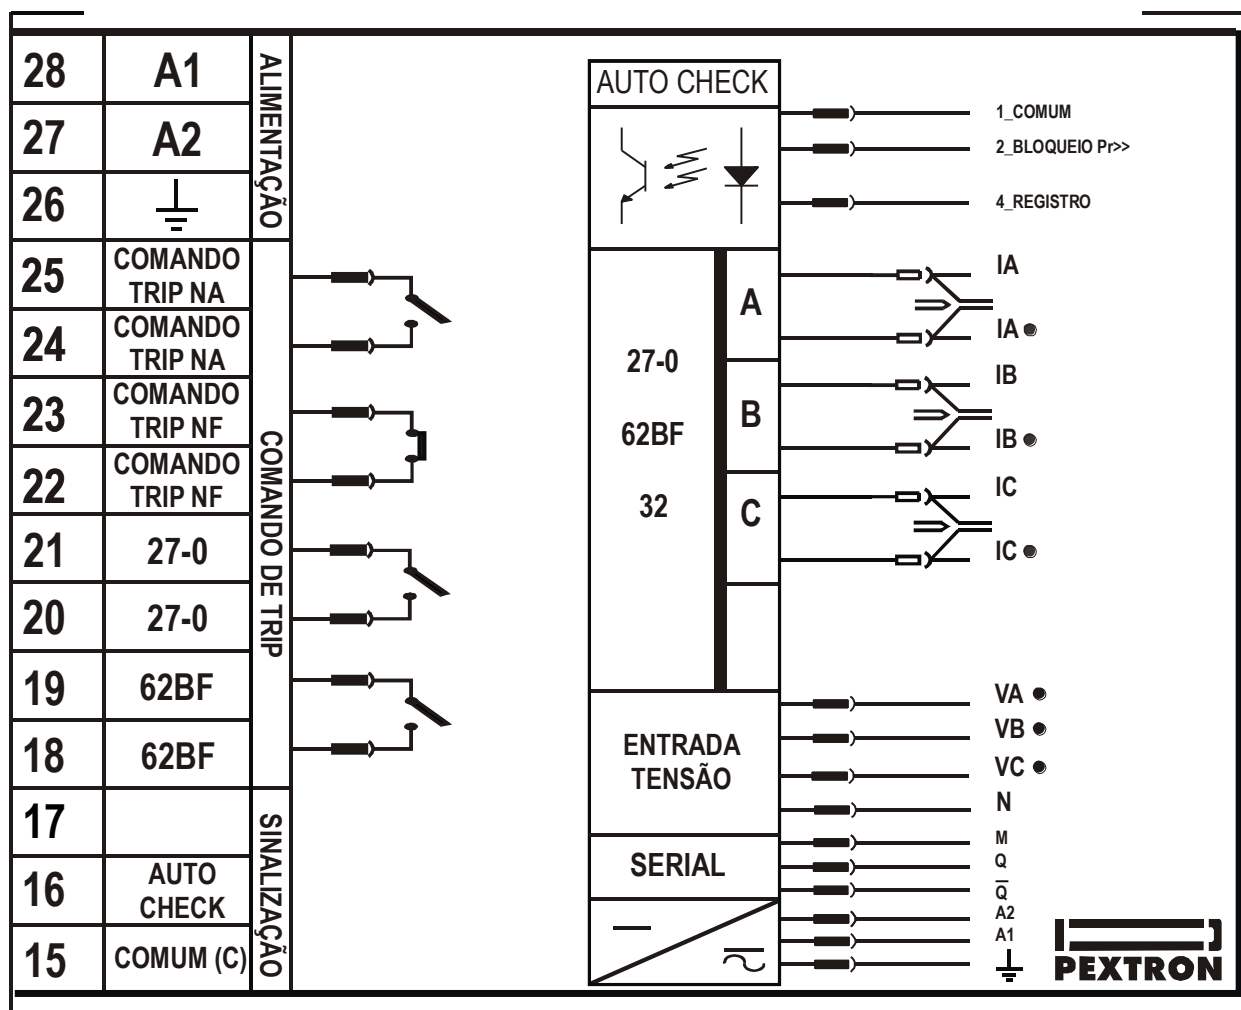 28 A1
27 A2
26
ALIMENTAÇÃO
25 COMANDO
TRIP NA
24 COMANDO
TRIP NA
23 COMANDO
TRIP NF
22 COMANDO
TRIP NF
21 27-0
20 27-0
19 62BF
18 62BF
COMANDO DE TRIP
17
16 AUTO
CHECK
15 COMUM (C)
SINALIZAÇÃO
AUTO CHECK
27-0
62BF
32
A
B
C
ENTRADA
TENSÃO
SERIAL
1_COMUM
2_BLOQUEIO Pr>>
4_REGISTRO
IA
IA ●
IB
IB ●
IC
IC ●
VA ●
VB ●
VC ●
N
M
Q
Q̅
A2
A1
PEXTRON